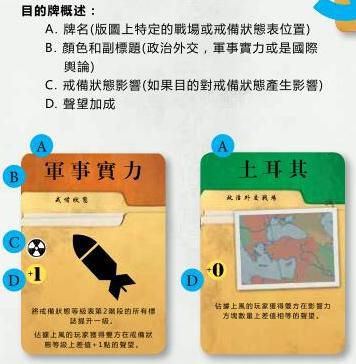 目的牌概述：
A. 牌名(版圖上特定的戰場或戒備狀態表位置)
B. 顏色和副標題(政治外交，軍事實力或是國際
輿論)
C. 戒備狀態影響(如果目的對戒備狀態產生影響)
D. 聲望加成
A
B
軍事實力
戒備狀態
C
D
+1
將戒備狀態等級表第2階段的所有標
誌提升一級。
佔據上風的玩家獲得雙方在戒備狀
態等級上差值+1點的聲望。
A
土耳其
政治外交戰場
D
+0
佔據上風的玩家獲得雙方在影響力
方塊數量上差值相等的聲望。